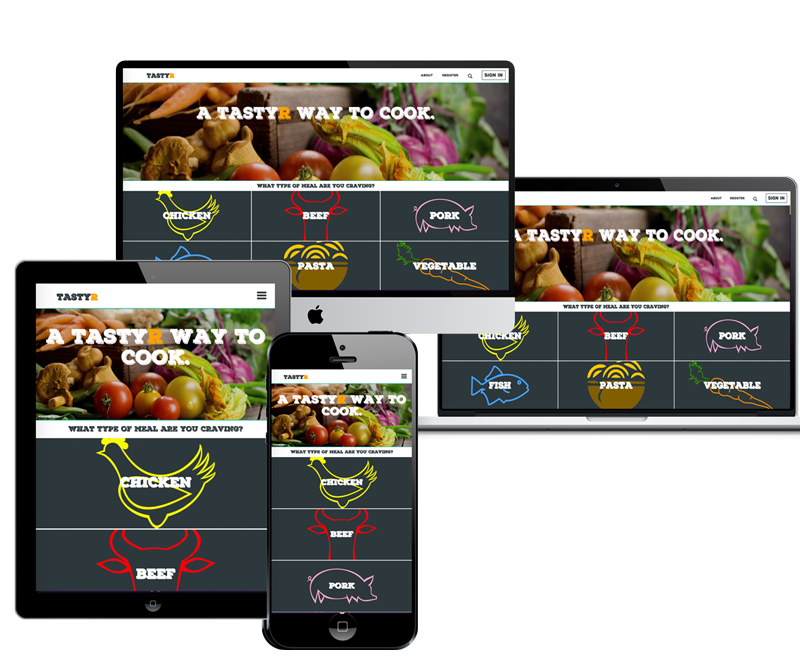 TASTYR
ABOUT REGISTER SIGN IN
A TASTYR WAY TO COOK.
WHAT TYPE OF MEAL ARE YOU CRAVING?
CHICKEN BEEF PORK
PASTA VEGETABLE
ABOUT REGISTER SIGN IN
A TASTYR WAY TO COOK.
WHAT TYPE OF MEAL ARE YOU CRAVING?
CHICKEN BEEF PORK
FISH PASTA VEGETABLE
TASTYR
A TASTYR WAY TO
COOK.
WHAT TYPE OF MEAL ARE YOU CRAVING?
CHICKEN
BEEF
TASTYR
A TASTYR WAY TO
COOK.
WHAT TYPE OF MEAL ARE YOU CRAVING?
CHICKEN
BEEF
PORK